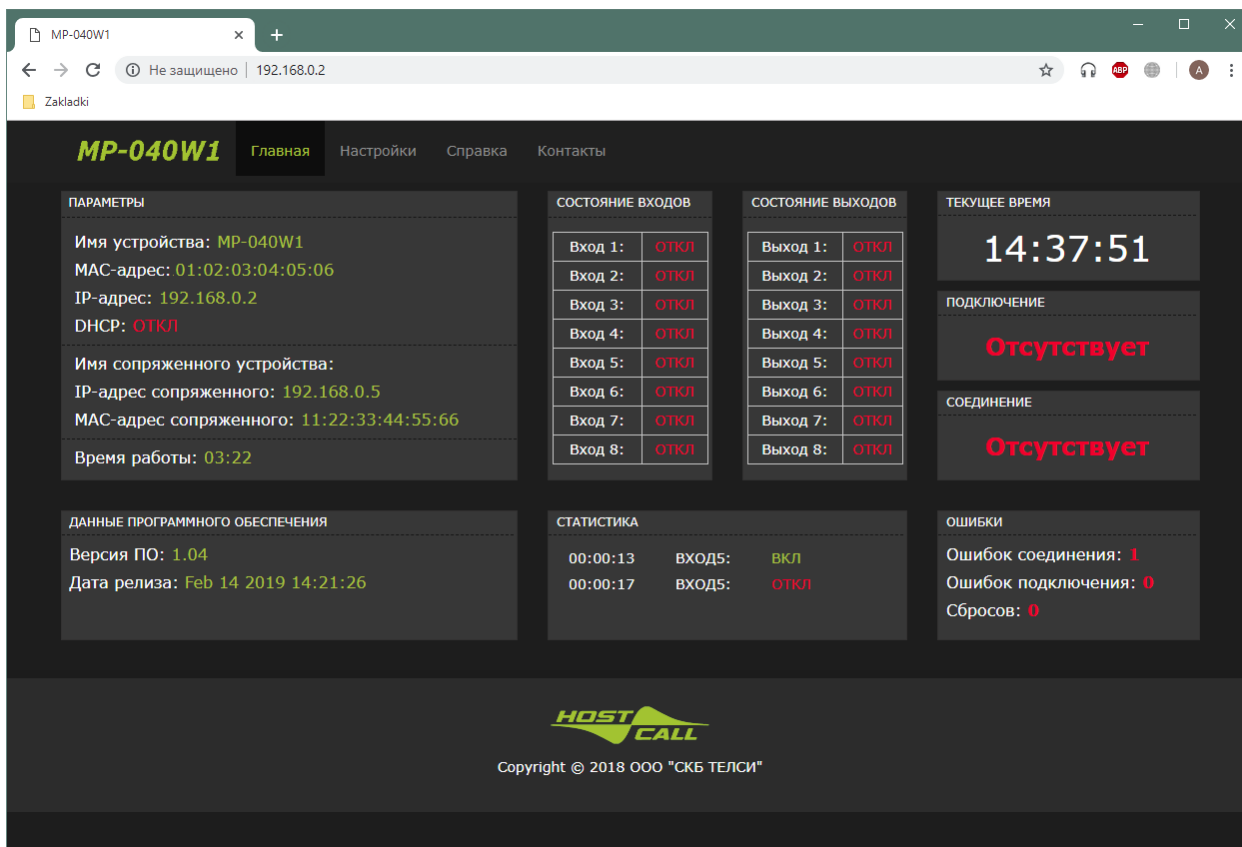 MP-040W1
Не защищено | 192.168.0.2
ABP
A
Zakladki
MP-040W1 Главная Настройки Справка Контакты
ПАРАМЕТРЫ
Имя устройства: MP-040W1
MAC-адрес: 01:02:03:04:05:06
IP-адрес: 192.168.0.2
DHCP: ОТКЛ
Имя сопряженного устройства:
IP-адрес сопряженного: 192.168.0.5
MAC-адрес сопряженного: 11:22:33:44:55:66
Время работы: 03:22
СОСТОЯНИЕ ВХОДОВ
Вход 1: ОТКЛ
Вход 2: ОТКЛ
Вход 3: ОТКЛ
Вход 4: ОТКЛ
Вход 5: ОТКЛ
Вход 6: ОТКЛ
Вход 7: ОТКЛ
Вход 8: ОТКЛ
СОСТОЯНИЕ ВЫХОДОВ
Выход 1: ОТКЛ
Выход 2: ОТКЛ
Выход 3: ОТКЛ
Выход 4: ОТКЛ
Выход 5: ОТКЛ
Выход 6: ОТКЛ
Выход 7: ОТКЛ
Выход 8: ОТКЛ
ТЕКУЩЕЕ ВРЕМЯ
14:37:51
ПОДКЛЮЧЕНИЕ
Отсутствует
СОЕДИНЕНИЕ
Отсутствует
ДАННЫЕ ПРОГРАММНОГО ОБЕСПЕЧЕНИЯ
Версия ПО: 1.04
Дата релиза: Feb 14 2019 14:21:26
СТАТИСТИКА
00:00:13 ВХОД5: ВКЛ
00:00:17 ВХОД5: ОТКЛ
ОШИБКИ
Ошибок соединения: 1
Ошибок подключения: 0
Сбросов: 0
HOST
CALL
Copyright © 2018 ООО "СКБ ТЕЛСИ"